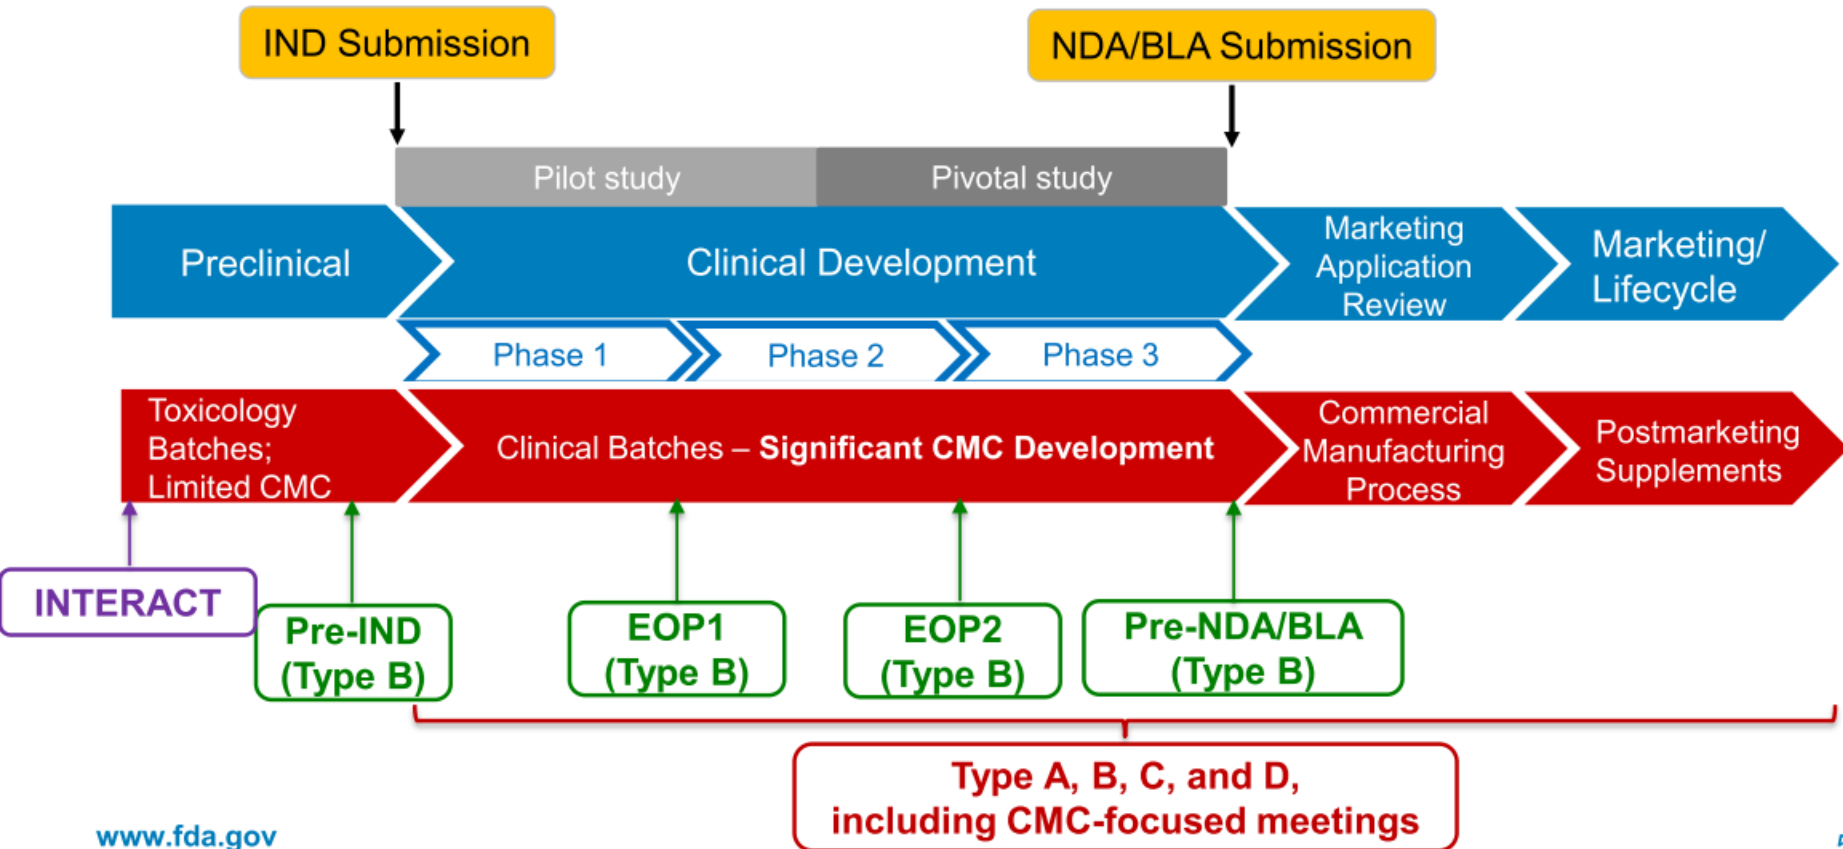 IND Submission
NDA/BLA Submission
Pilot study
Pivotal study
Preclinical
Clinical Development
Marketing
Application
Review
Marketing/
Lifecycle
Phase 1
Phase 2
Phase 3
Toxicology
Batches;
Limited CMC
Clinical Batches – Significant CMC Development
Commercial
Manufacturing
Process
Postmarketing
Supplements
INTERACT
Pre-IND
(Type B)
EOP1
(Type B)
EOP2
(Type B)
Pre-NDA/BLA
(Type B)
Type A, B, C, and D,
including CMC-focused meetings
www.fda.gov